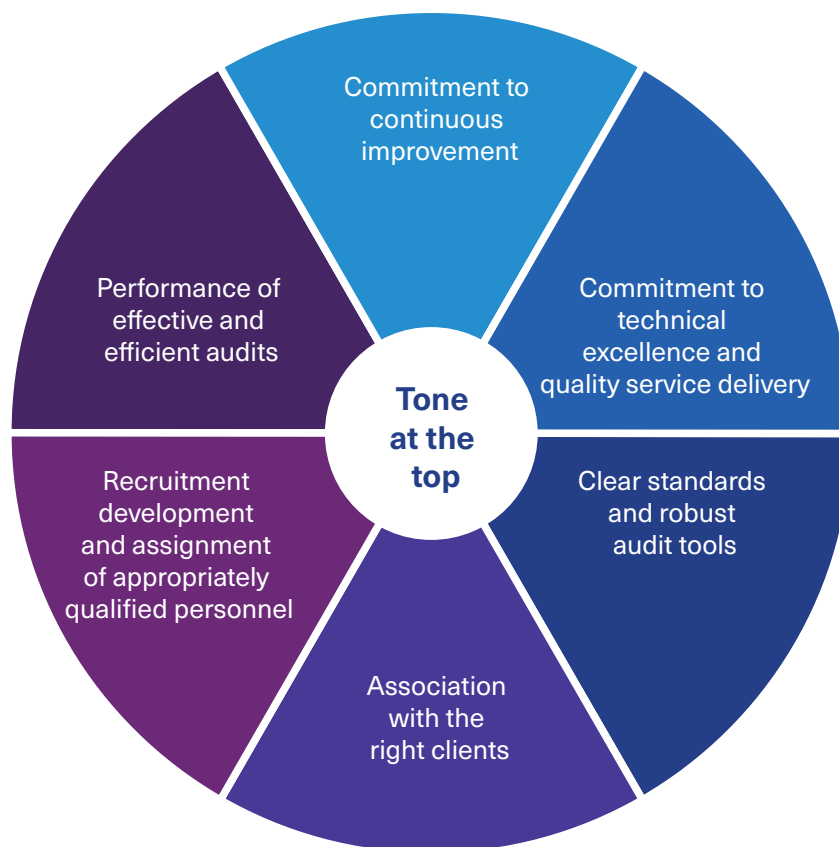 Commitment to
continuous
improvement
Performance of
effective and
efficient audits
Commitment to
technical
excellence and
quality service delivery
Tone
at the
top
Recruitment
development
and assignment
of appropriately
qualified personnel
Clear standards
and robust
audit tools
Association
with the
right clients